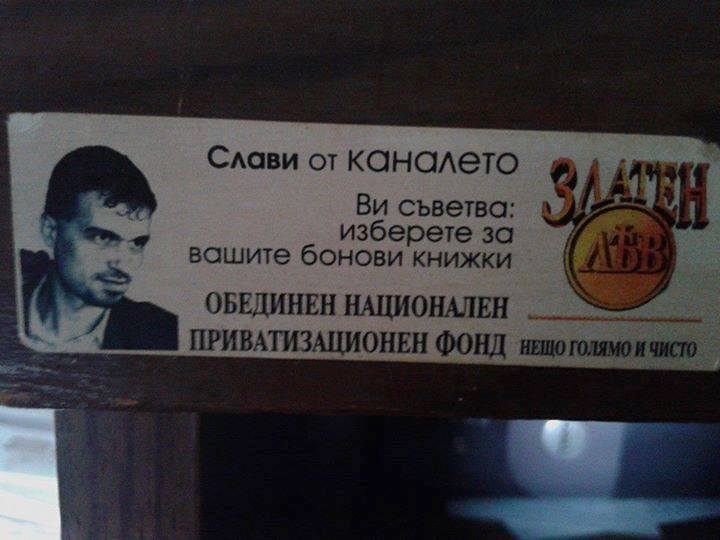 Слави от каналето
Ви съветва:
изберете за
вашите бонови книжки
ОБЕДИНЕН НАЦИОНАЛЕН
ПРИВАТИЗАЦИОНЕН ФОНД
ЗЛАТЕН
ЛЪВ
НЕЩО ГОЛЯМО И ЧИСТО